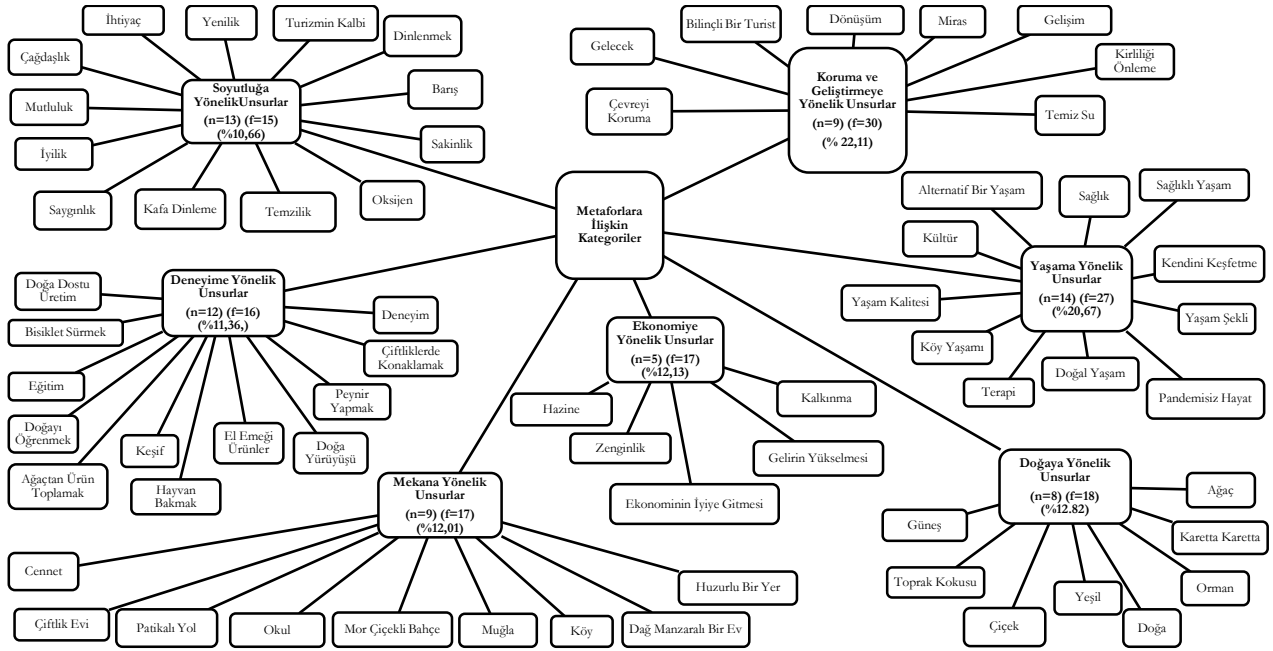 İhtiyaç
Yenilik
Turizmin Kalbi
Dinlenmek
Çağdaşlık
Mutluluk
İyilik
Saygınlık
Kafa Dinleme
Temzilik
Oksijen
Sakinlik
Barış
Soyutluğa
YönelikUnsurlar
(n=13) (f=15)
(%10,66)
Bilinçli Bir Turist
Dönüşüm
Miras
Gelişim
Gelecek
Kirliliği
Önleme
Çevreyi
Koruma
Temiz Su
Koruma ve
Geliştirmeye
Yönelik Unsurlar
(n=9) (f=30)
(% 22,11)
Metaforlara
İlişkin
Kategoriler
Alternatif Bir Yaşam
Sağlık
Sağlıklı Yaşam
Kültür
Kendini Keşfetme
Yaşam Kalitesi
Yaşam Şekli
Köy Yaşamı
Terapi
Doğal Yaşam
Pandemisiz Hayat
Yaşama Yönelik
Unsurlar
(n=14) (f=27)
(%20,67)
Deneyime Yönelik
Unsurlar
(n=12) (f=16)
(%11,36,)
Doğa Dostu
Üretim
Bisiklet Sürmek
Eğitim
Doğayı
Öğrenmek
Ağaçtan Ürün
Toplamak
Keşif
Hayvan
Bakmak
El Emeği
Ürünler
Doğa
Yürüyüşü
Peynir
Yapmak
Çiftliklerde
Konaklamak
Deneyim
Ekonomiye
Yönelik Unsurlar
(n=5) (f=17)
(%12,13)
Hazine
Zenginlik
Ekonominin İyiye Gitmesi
Gelirin Yükselmesi
Kalkınma
Mekana Yönelik
Unsurlar
(n=9) (f=17)
(%12,01)
Cennet
Çiftlik Evi
Patikalı Yol
Okul
Mor Çiçekli Bahçe
Muğla
Köy
Dağ Manzaralı Bir Ev
Huzurlu Bir Yer
Doğaya Yönelik
Unsurlar
(n=8) (f=18)
(%12.82)
Güneş
Toprak Kokusu
Çiçek
Yeşil
Doğa
Orman
Karetta Karetta
Ağaç